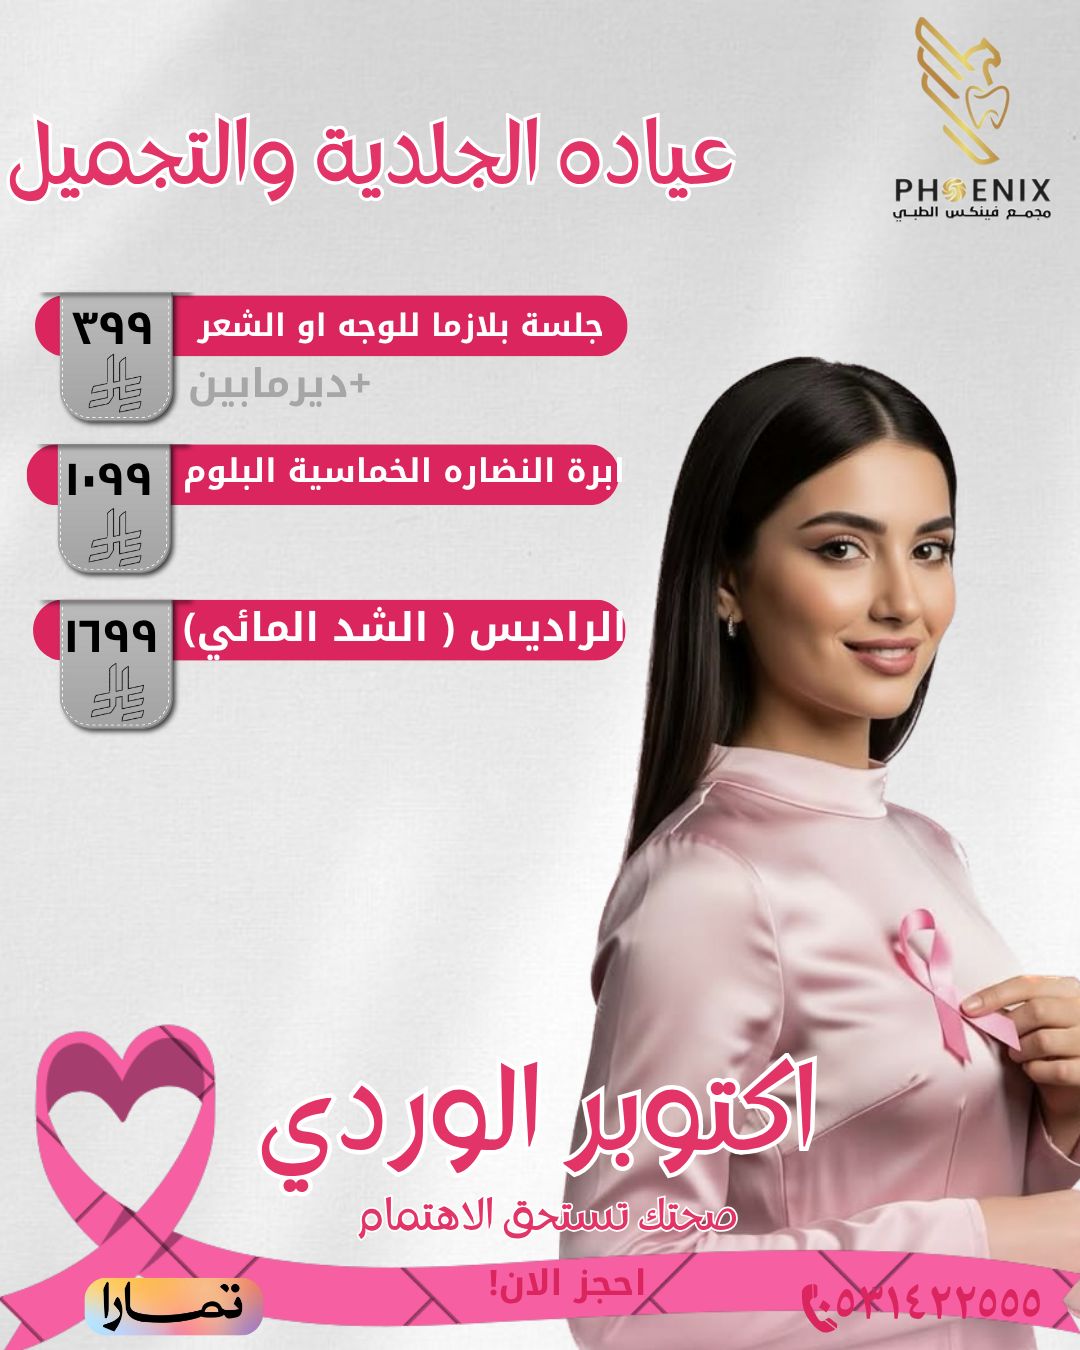 PHOENIX
مجمع فينكس الطبي
عياده الجلدية والتجميل
جلسة بلازما للوجه او الشعر
٣٩٩
+ديرمابين
ابرة النضاره الخماسية البلوم
١٠٩٩
الراديس ( الشد المائي)
١٦٩٩
اكتوبر الوردي
صحتك تستحق الاهتمام
احجز الان!
٠٥٣١٤٢٢٥٥٥
تمارا